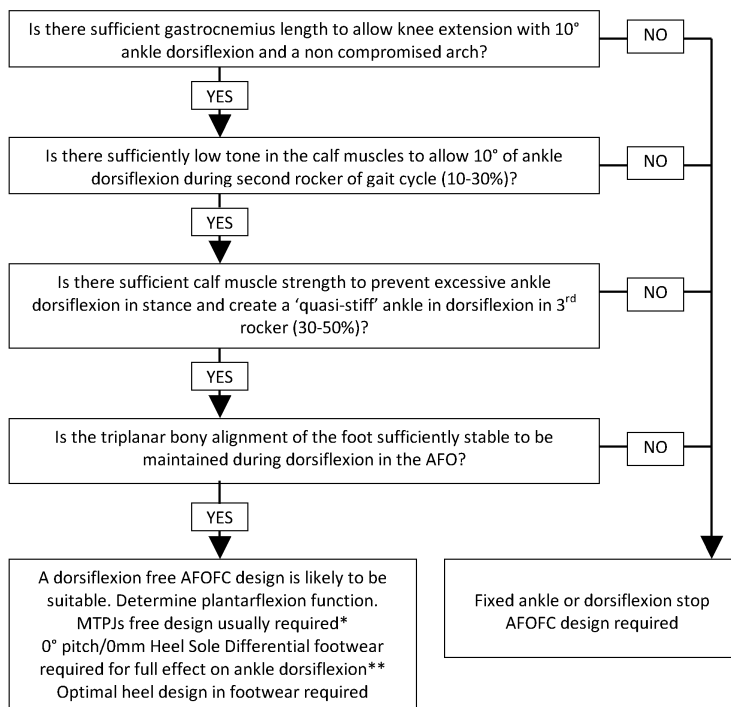 Is there sufficient gastrocnemius length to allow knee extension with 10°
ankle dorsiflexion and a non compromised arch?
NO
YES
Is there sufficiently low tone in the calf muscles to allow 10° of ankle
dorsiflexion during second rocker of gait cycle (10-30%)?
NO
YES
Is there sufficient calf muscle strength to prevent excessive ankle
dorsiflexion in stance and create a ‘quasi-stiff’ ankle in dorsiflexion in 3rd
rocker (30-50%)?
NO
YES
Is the triplanar bony alignment of the foot sufficiently stable to be
maintained during dorsiflexion in the AFO?
NO
YES
A dorsiflexion free AFOFC design is likely to be
suitable. Determine plantarflexion function.
MTPJs free design usually required*
0° pitch/0mm Heel Sole Differential footwear
required for full effect on ankle dorsiflexion**
Optimal heel design in footwear required
Fixed ankle or dorsiflexion stop
AFOFC design required